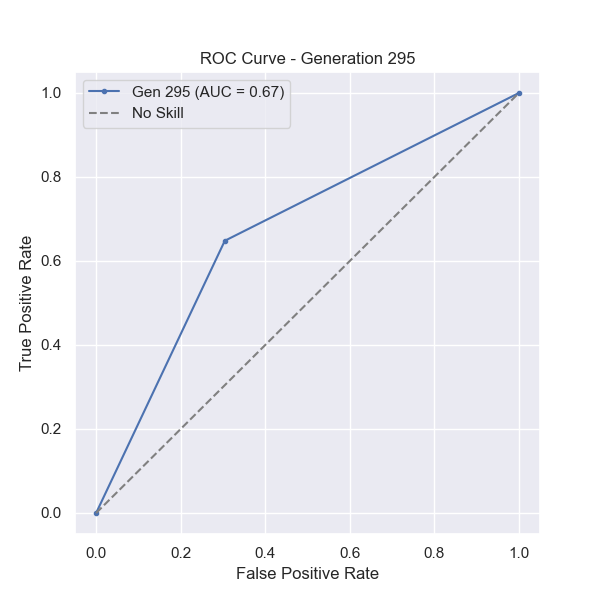 ROC Curve - Generation 295
Gen 295 (AUC = 0.67)
No Skill
True Positive Rate
1.0
0.8
0.6
0.4
0.2
0.0
0.0 0.2 0.4 0.6 0.8 1.0
False Positive Rate